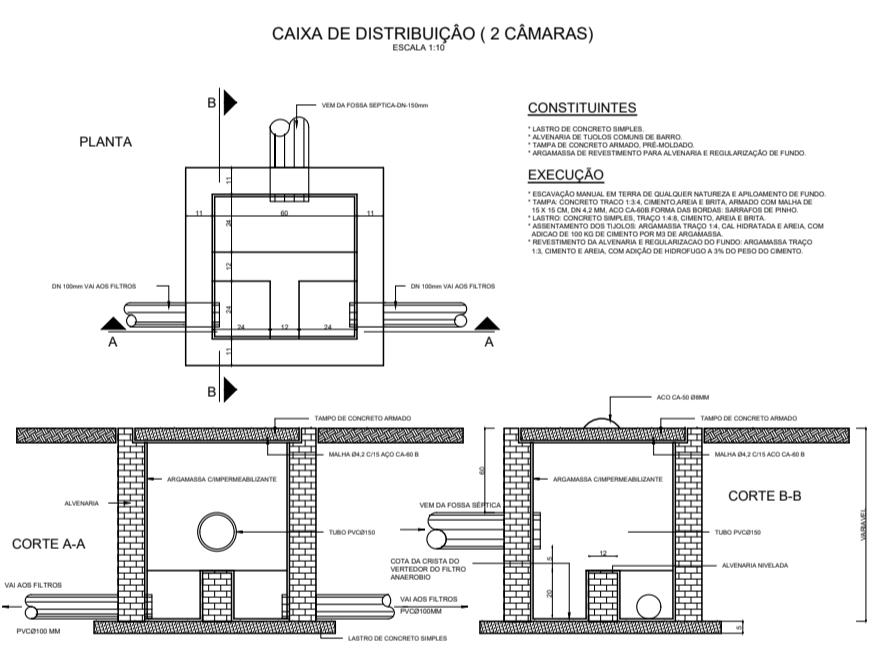 CAIXA DE DISTRIBUIÇÂO ( 2 CÂMARAS)
ESCALA 1:10
PLANTA
B
VEM DA FOSSA SEPTICA-DN-150mm
11
11
60
11
24
12
24
DN 100mm VAI AOS FILTROS
DN 100mm VAI AOS FILTROS
24
12
24
A
A
11
B
CONSTITUINTES
* LASTRO DE CONCRETO SIMPLES.
* ALVENARIA DE TIJOLOS COMUNS DE BARRO.
* TAMPA DE CONCRETO ARMADO, PRÉ-MOLDADO.
* ARGAMASSA DE REVESTIMENTO PARA ALVENARIA E REGULARIZAÇÃO DE FUNDO.
EXECUÇÃO
* ESCAVAÇÃO MANUAL EM TERRA DE QUALQUER NATUREZA E APILOAMENTO DE FUNDO.
* TAMPA: CONCRETO TRACO 1:3:4, CIMENTO,AREIA E BRITA, ARMADO COM MALHA DE
15 X 15 CM, DN 4,2 MM, ACO CA-60B.FORMA DAS BORDAS: SARRAFOS DE PINHO.
* LASTRO: CONCRETO SIMPLES, TRAÇO 1:4:8, CIMENTO, AREIA E BRITA.
* ASSENTAMENTO DOS TIJOLOS: ARGAMASSA TRAÇO 1:4, CAL HIDRATADA E AREIA, COM
ADICAO DE 100 KG DE CIMENTO POR M3 DE ARGAMASSA.
* REVESTIMENTO DA ALVENARIA E REGULARIZACAO DO FUNDO: ARGAMASSA TRAÇO
1:3, CIMENTO E AREIA, COM ADIÇÃO DE HIDROFUGO A 3% DO PESO DO CIMENTO.
TAMPO DE CONCRETO ARMADO
MALHA Ø4,2 C/15 AÇO CA-60 B
ARGAMASSA C/IMPERMEABILIZANTE
ALVENARIA
CORTE A-A
TUBO PVCØ150
VAI AOS FILTROS
PVCØ100 MM
VAI AOS FILTROS
PVCØ100MM
LASTRO DE CONCRETO SIMPLES
ACO CA-50 Ø8MM
TAMPO DE CONCRETO ARMADO
MALHA Ø4,2 C/15 ACO CA-60 B
60
ARGAMASSA C/IMPERMEABILIZANTE
CORTE B-B
VEM DA FOSSA SÉPTICA
TUBO PVCØ150
VARIAVEL
12
5
COTA DA CRISTA DO
VERTEDOR DO FILTRO
ANAEROBIO
ALVENARIA NIVELADA
20
5